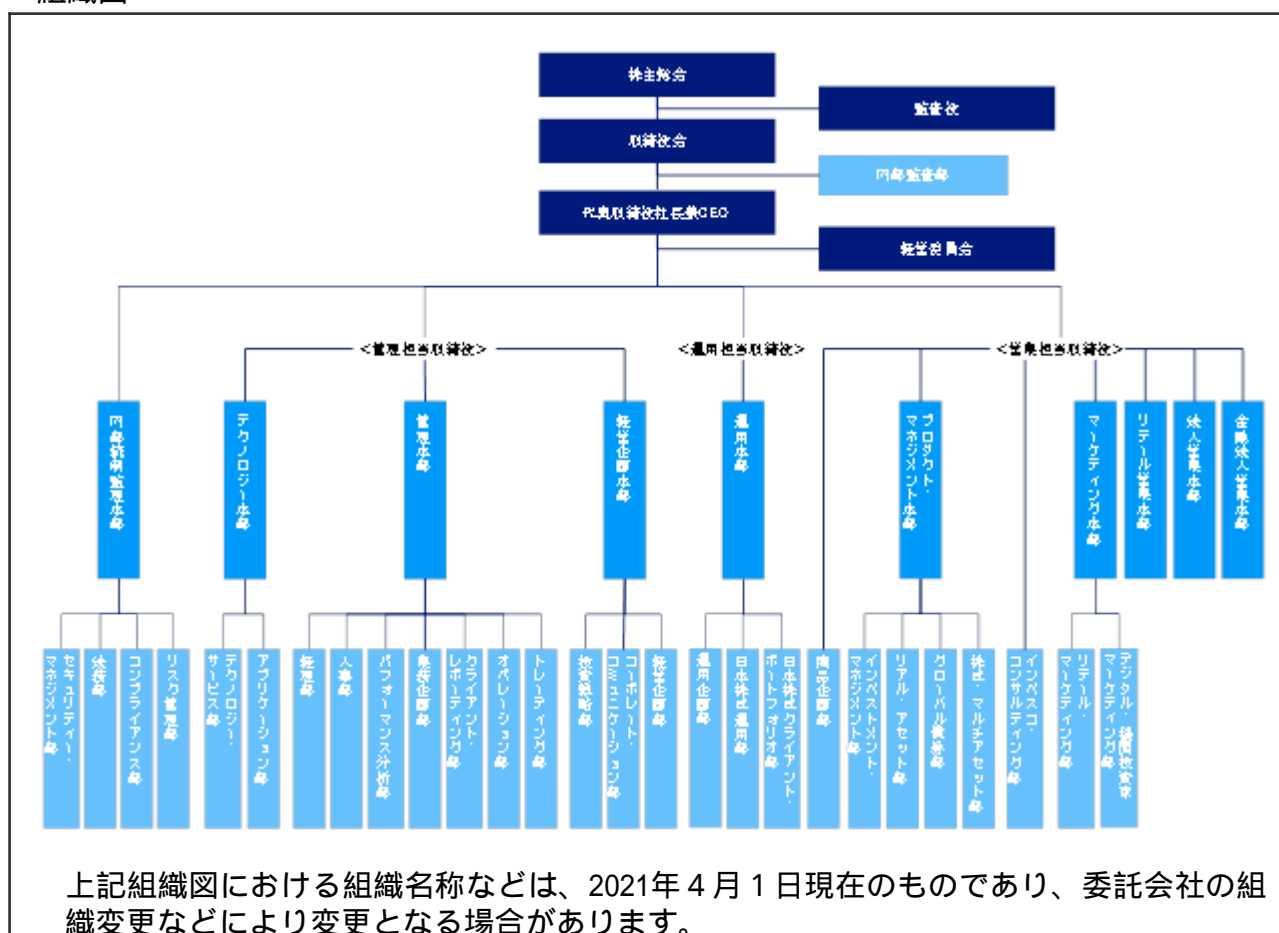 組織図
株主総会
監査役
取締役会
内部監査部
代表取締役社長兼CEO
経営委員会
<管理担当取締役>
<運用担当取締役>
<営業担当取締役>
内部統制監理本部
テクノロジー本部
管理本部
経営企画本部
運用本部
プロダクト・
マネジメント本部
マーケティング本部
リテール営業本部
法人営業本部
金融法人営業本部
セキュリティー・
マネジメント部
法務部
コンプライアンス部
リスク管理部
テクノロジー・
サービス部
アプリケーション部
経理部
人事部
パフォーマンス分析部
業務企画部
クライアント・
レポーティング部
オペレーション部
トレーディング部
投資戦略部
コーポレート・
コミュニケーション部
経営企画部
運用企画部
日本株式運用部
日本株式クライアント・
ポートフォリオ部
商品企画部
インベストメント・
マネジメント部
リアル・アセット部
グローバル債券部
株式・マルチアセット部
インベスコ・
コンサルティング部
リテール・
マーケティング部
デジタル・機関投資家
マーケティング部
上記組織図における組織名称などは、2021年4月1日現在のものであり、委託会社の組
織変更などにより変更となる場合があります。